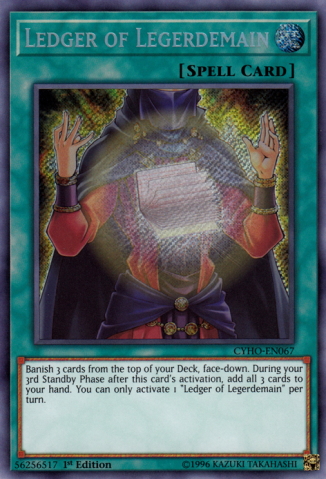 LEDGER OF LEGERDEMAIN
[SPELL CARD]
CYHO-EN067
Banish 3 cards from the top of your Deck, face-down. During your
3rd Standby Phase after this card's activation, add all 3 cards to
your hand. You can only activate 1 "Ledger of Legerdemain" per
turn.
56256517 1st Edition ©1996 KAZUKI TAKAHASHI